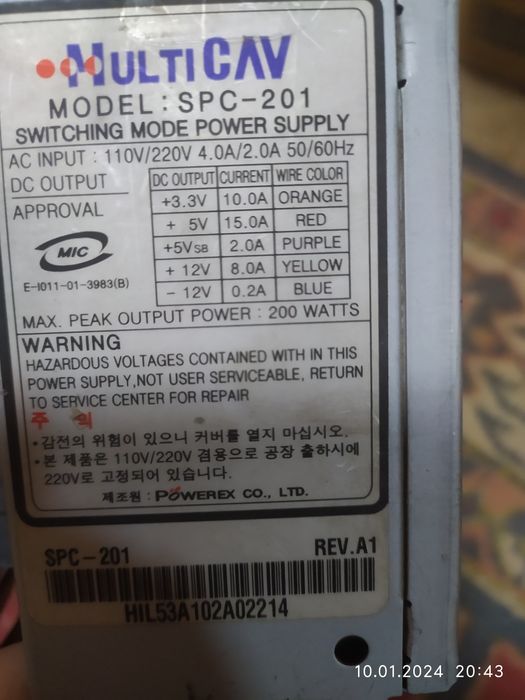 MULTICAV
MODEL : SPC-201
SWITCHING MODE POWER SUPPLY
AC INPUT : 110V/220V 4.0A/2.0A 50/60Hz
DC OUTPUT
APPROVAL
MIC
E-I011-01-3983(B)
DC OUTPUT CURRENT WIRE COLOR
+3.3V 10.0A ORANGE
+ 5V 15.0A RED
+5VSB 2.0A PURPLE
+ 12V 8.0A YELLOW
- 12V 0.2A BLUE
MAX. PEAK OUTPUT POWER : 200 WATTS
WARNING
HAZARDOUS VOLTAGES CONTAINED WITH IN THIS
POWER SUPPLY,NOT USER SERVICEABLE, RETURN
TO SERVICE CENTER FOR REPAIR
주 의
• 감전의 위험이 있으니 커버를 열지 마십시오.
• 본 제품은 110V/220V 겸용으로 공장 출하시에
220V로 고정되어 있습니다.
제조원 : POWEREX CO., LTD.
SPC-201 REV.A1
HIL53A102A02214
10.01.2024 20:43